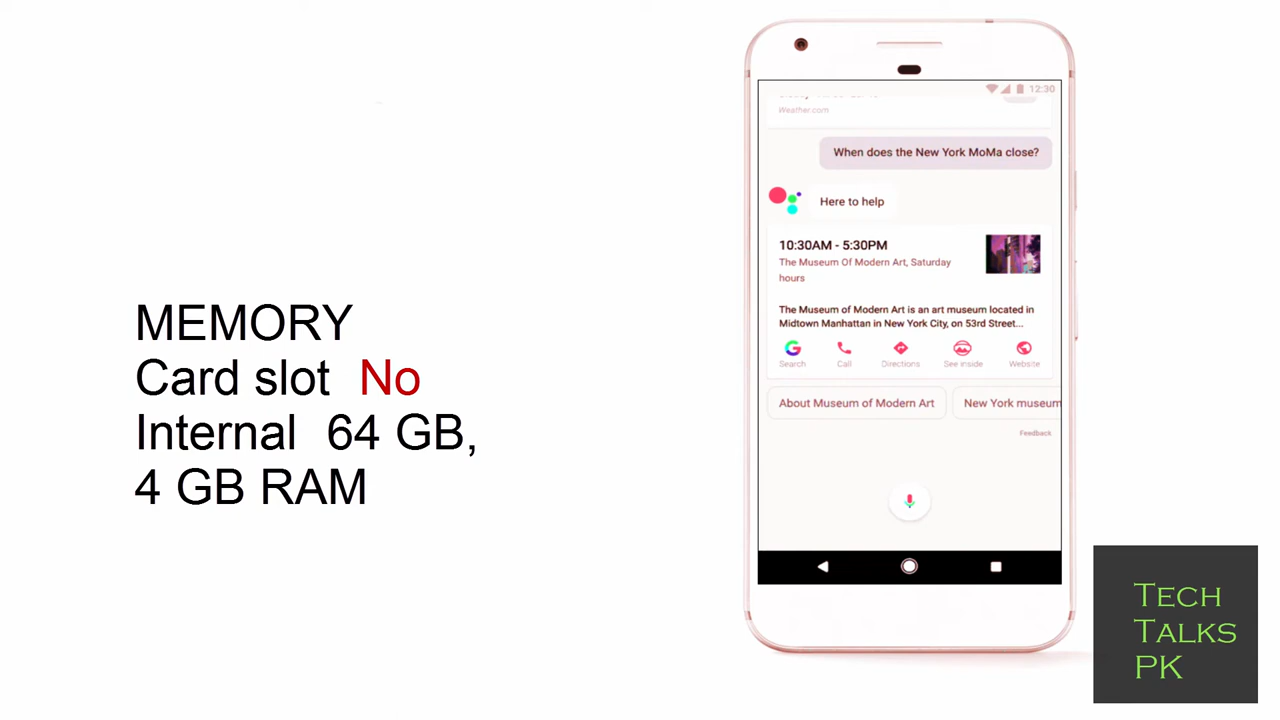 MEMORY
Card slot No
Internal 64 GB,
4 GB RAM
12:30
Weather.com
When does the New York MoMa close?
Here to help
10:30AM - 5:30PM
The Museum Of Modern Art, Saturday
hours
The Museum of Modern Art is an art museum located in
Midtown Manhattan in New York City, on 53rd Street...
Search Call Directions See inside Website
About Museum of Modern Art New York museum
Feedback
TECH
TALKS
PK